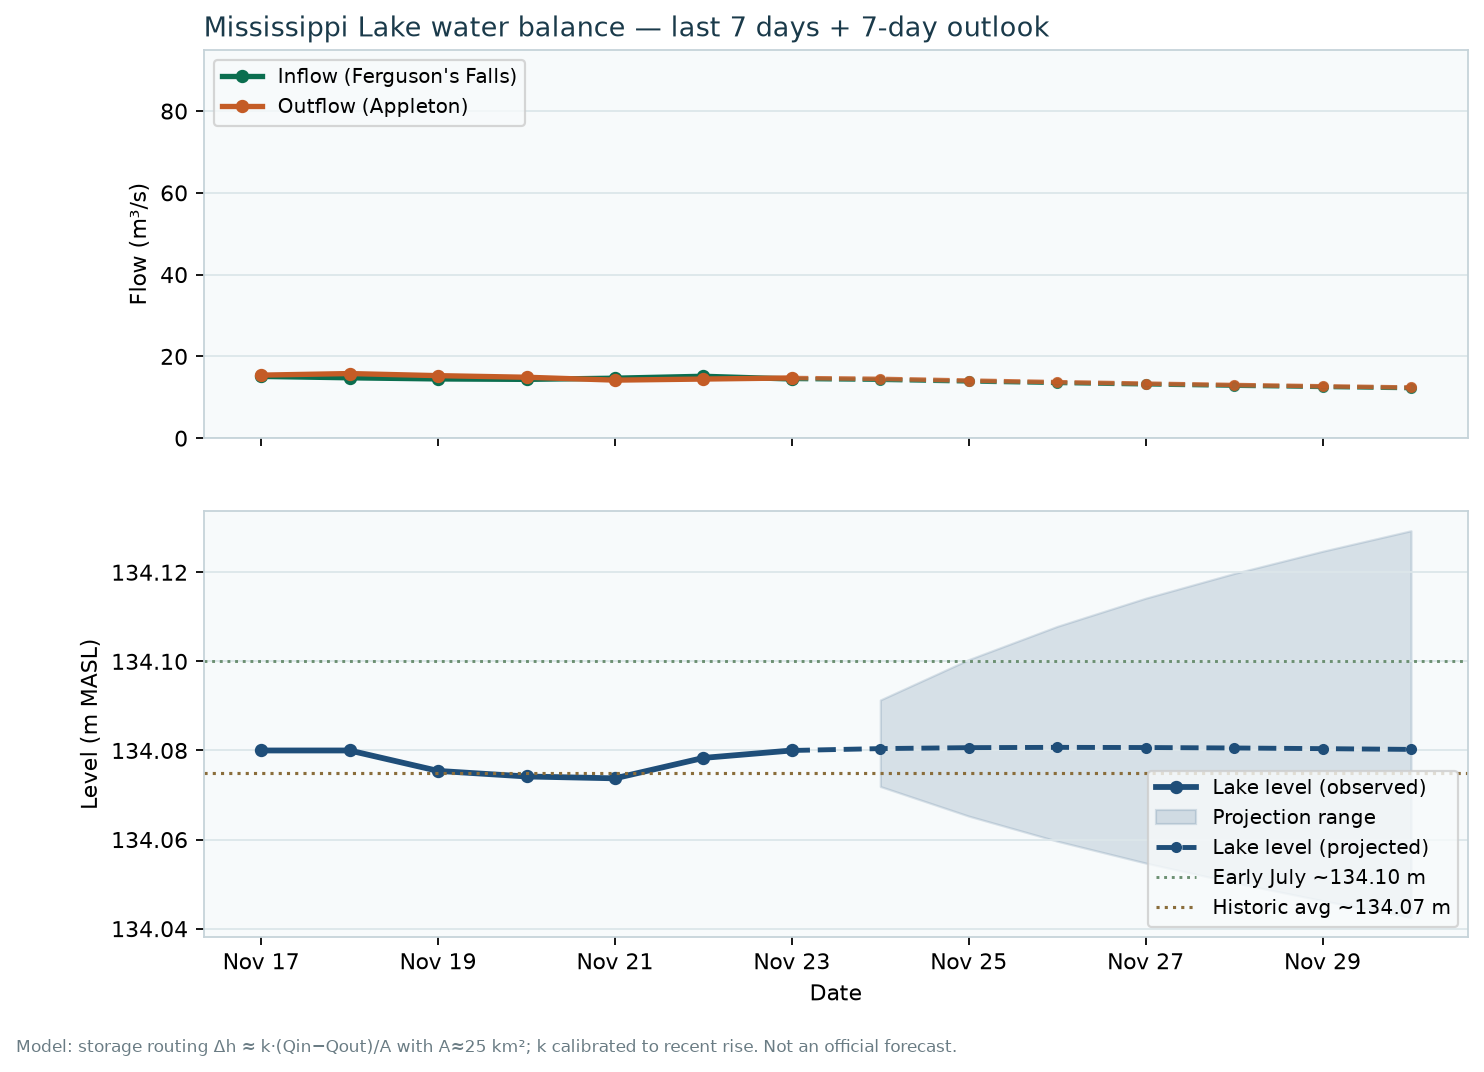 Mississippi Lake water balance — last 7 days + 7-day outlook
Inflow (Ferguson's Falls)
Outflow (Appleton)
Flow (m³/s)
80
60
40
20
0
Level (m MASL)
134.12
134.10
134.08
134.06
134.04
Lake level (observed)
Projection range
Lake level (projected)
Early July ~134.10 m
Historic avg ~134.07 m
Nov 17 Nov 19 Nov 21 Nov 23 Nov 25 Nov 27 Nov 29
Date
Model: storage routing Δh ≈ k·(Qin−Qout)/A with A≈25 km²; k calibrated to recent rise. Not an official forecast.